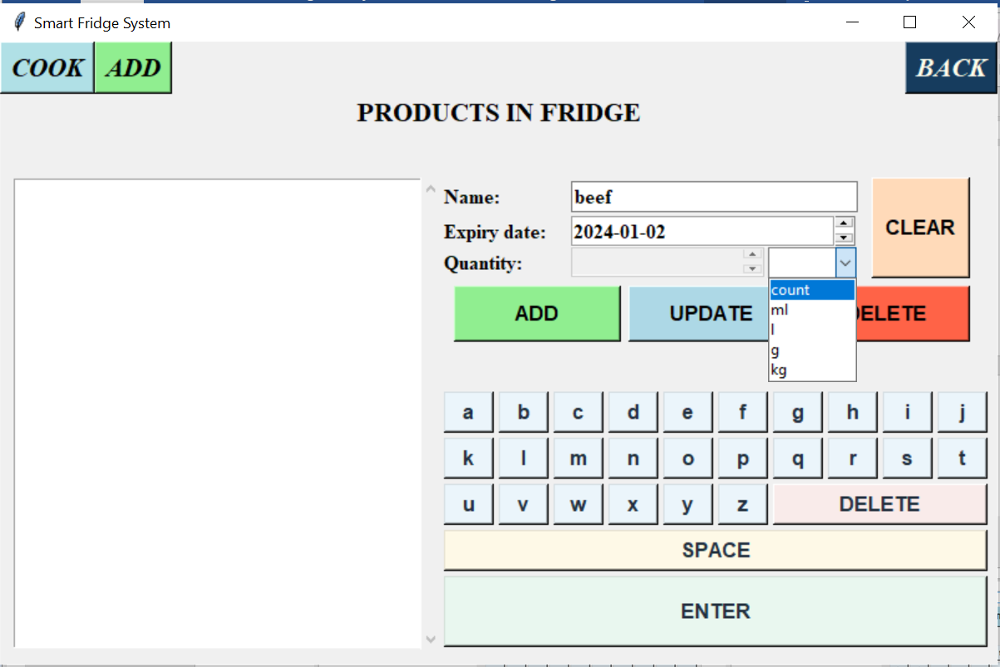 Smart Fridge System
COOK ADD BACK
PRODUCTS IN FRIDGE
Name: beef
CLEAR
Expiry date: 2024-01-02
Quantity:
count
ml
l
g
kg
ADD UPDATE DELETE
a b c d e f g h i j
k l m n o p q r s t
u v w x y z DELETE
SPACE
ENTER